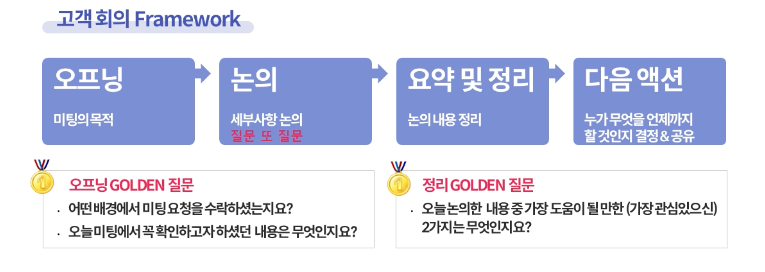 고객 회의 Framework
오프닝
미팅의 목적
논의
세부사항 논의
질문 또 질문
요약 및 정리
논의 내용 정리
다음 액션
누가 무엇을 언제까지
할 것인지 결정 & 공유
1
오프닝 GOLDEN 질문
· 어떤 배경에서 미팅 요청을 수락하셨는지요?
· 오늘 미팅에서 꼭 확인하고자 하셨던 내용은 무엇인지요?
1
정리 GOLDEN 질문
· 오늘 논의한 내용 중 가장 도움이 될 만한 (가장 관심있으신)
2가지는 무엇인지요?